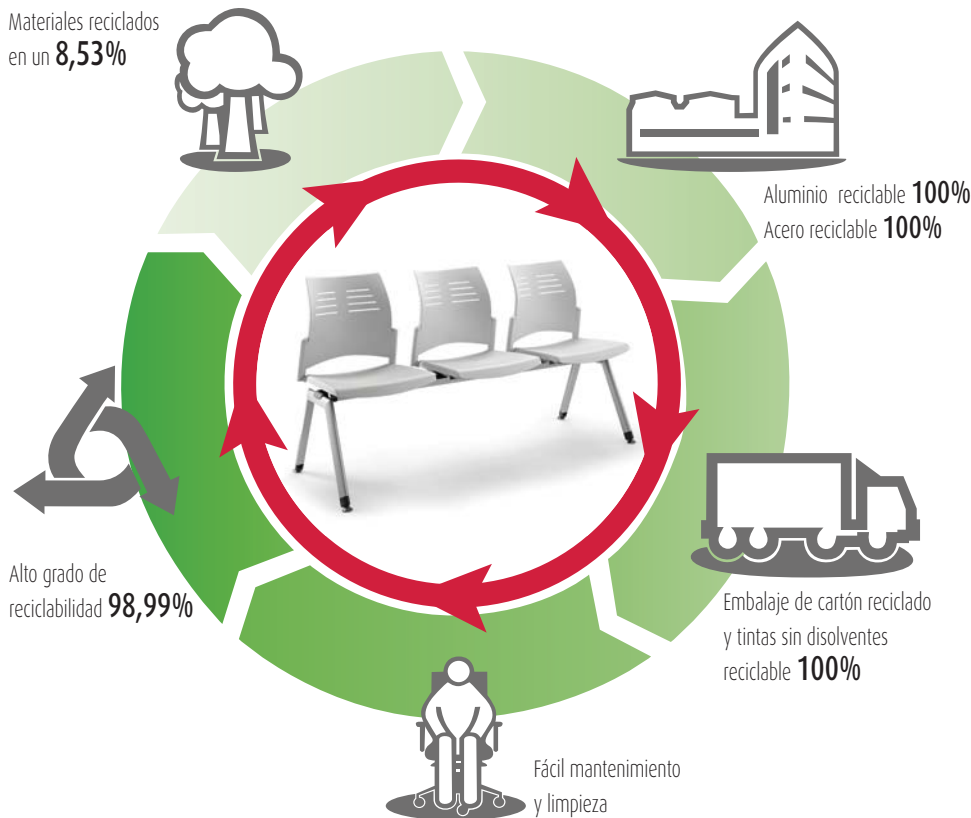 Materiales reciclados
en un 8,53%
Aluminio reciclable 100%
Acero reciclable 100%
Embalaje de cartón reciclado
y tintas sin disolventes
reciclable 100%
Fácil mantenimiento
y limpieza
Alto grado de
reciclabilidad 98,99%